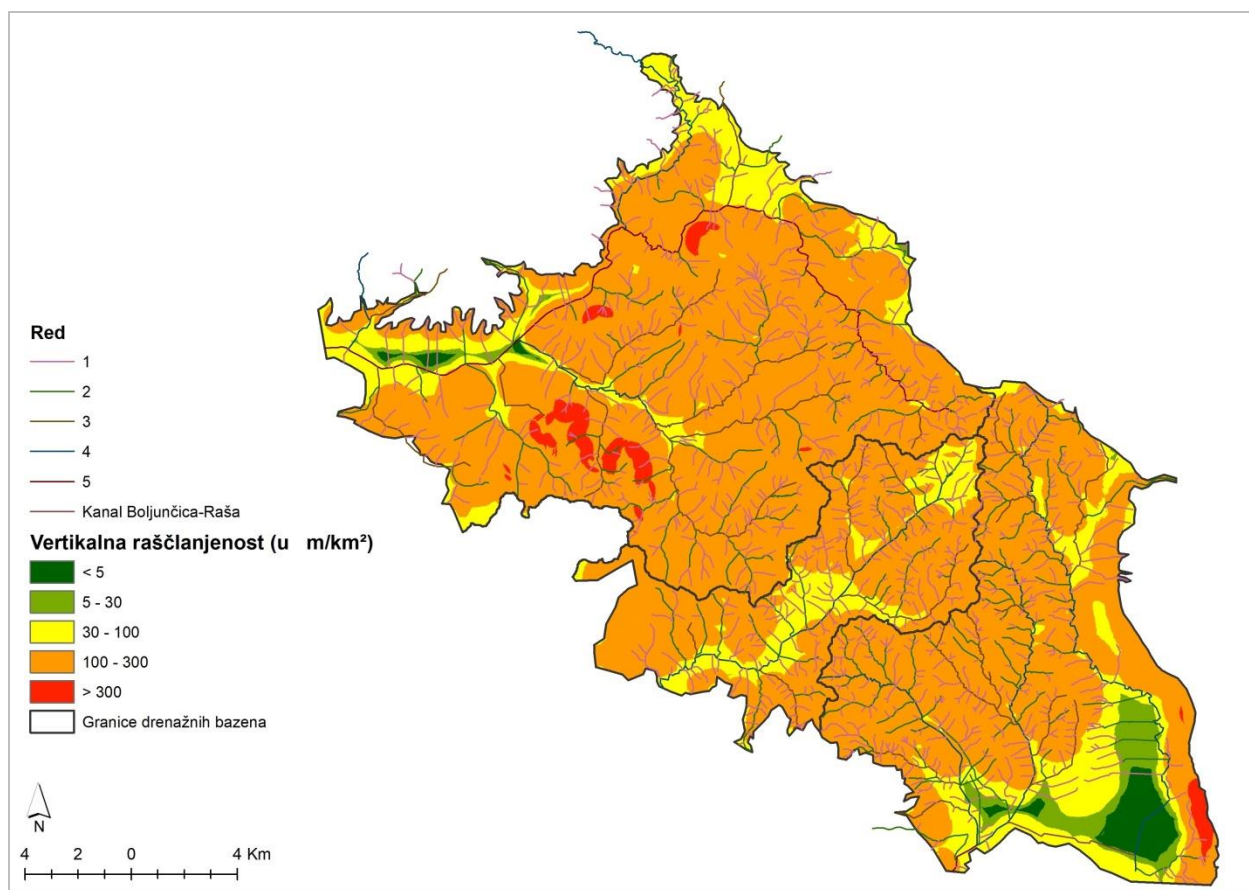 Red
1
2
3
4
5
Kanal Boljunčica-Raša
Vertikalna raščlanjenost (u m/km²)
< 5
5 - 30
30 - 100
100 - 300
> 300
Granice drenažnih bazena
N
4 2 0 4 Km